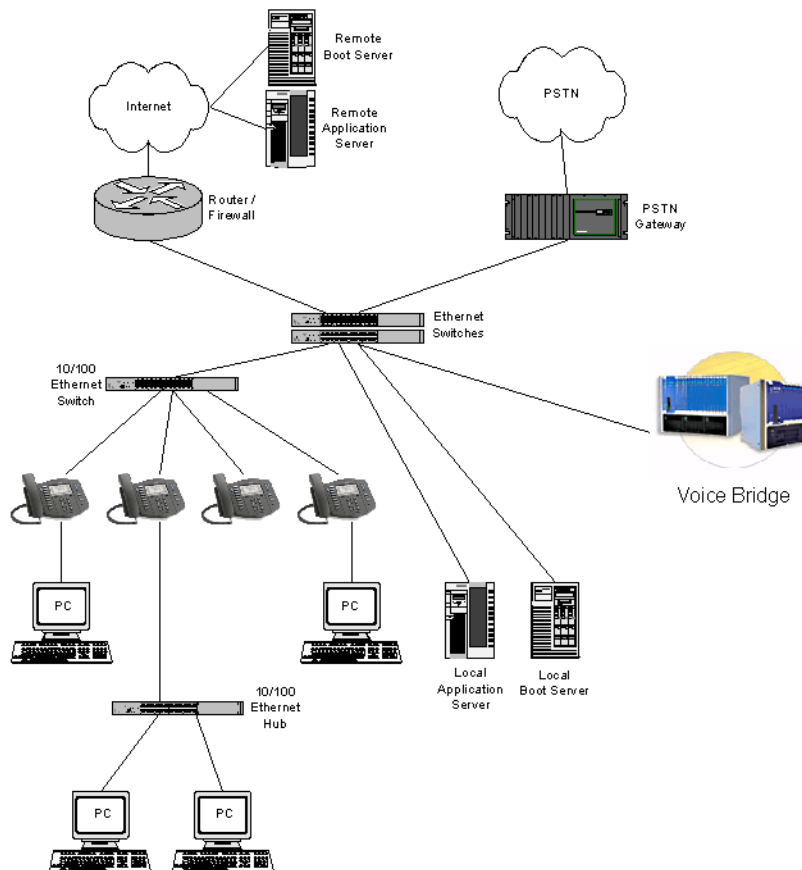 Remote
Boot Server
Internet
PSTN
Remote
Application
Server
Router /
Firewall
PSTN
Gateway
Ethernet
Switches
10/100
Ethernet
Switch
Voice Bridge
PC
PC
Local
Application
Server
Local
Boot Server
10/100
Ethernet
Hub
PC
PC